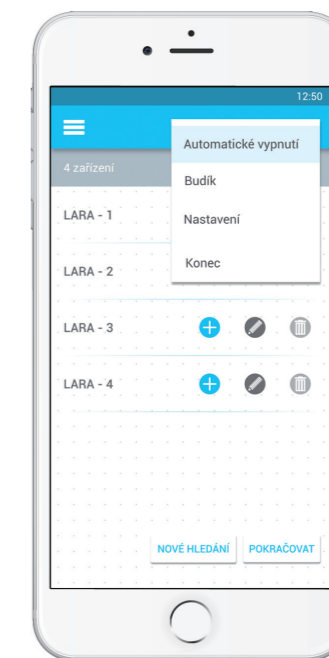 12:50
Automatické vypnutí
4 zařízení
Budík
LARA - 1
Nastavení
LARA - 2
Konec
LARA - 3
LARA - 4
NOVÉ HLEDÁNÍ POKRAČOVAT